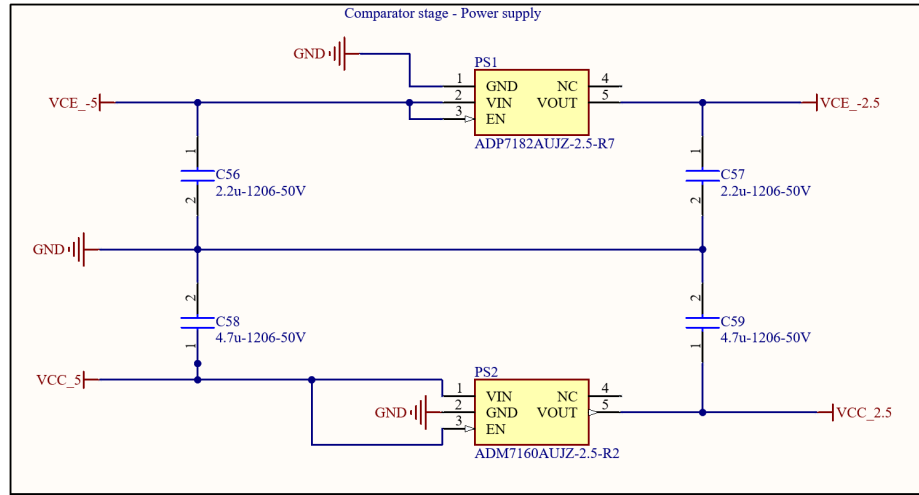 Comparator stage - Power supply
GND
PS1
1 GND NC 4
VCE_-5 2 VIN VOUT 5 VCE_-2.5
3 EN
ADP7182AUJZ-2.5-R7
1 1
C56 C57
2.2u-1206-50V 2.2u-1206-50V
2 2
GND
2 2
C58 C59
4.7u-1206-50V 4.7u-1206-50V
1 1
PS2
VCC_5 1 VIN NC 4
GND 2 GND VOUT 5 VCC_2.5
3 EN
ADM7160AUJZ-2.5-R2